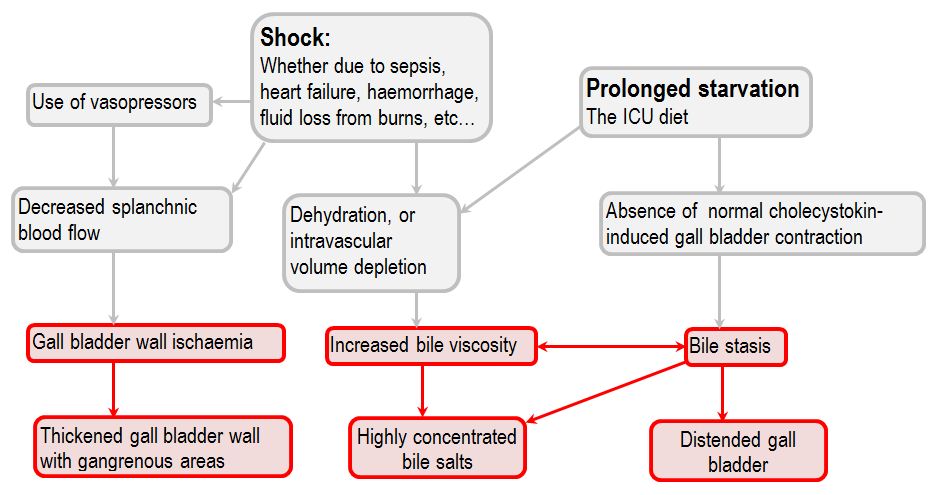 Shock:
Whether due to sepsis,
heart failure, haemorrhage,
fluid loss from burns, etc...
Prolonged starvation
The ICU diet
Use of vasopressors
Decreased splanchnic
blood flow
Dehydration, or
intravascular
volume depletion
Absence of normal cholecystokin-
induced gall bladder contraction
Gall bladder wall ischaemia
Increased bile viscosity
Bile stasis
Thickened gall bladder wall
with gangrenous areas
Highly concentrated
bile salts
Distended gall
bladder